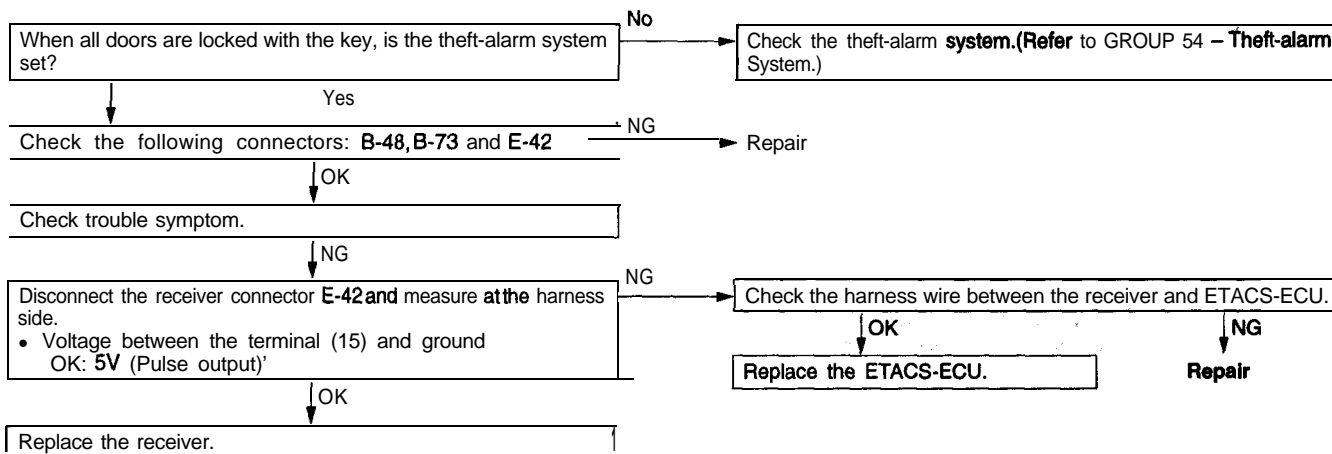 No
When all doors are locked with the key, is the theft-alarm system
set?
Check the theft-alarm system.(Refer to GROUP 54 – Theft-alarm
System.)
Yes
Check the following connectors: B-48, B-73 and E-42
NG
Repair
OK
Check trouble symptom.
NG
Disconnect the receiver connector E-42 and measure at the harness
side.
• Voltage between the terminal (15) and ground
OK: 5V (Pulse output)'
NG
Check the harness wire between the receiver and ETACS-ECU.
OK
NG
Replace the ETACS-ECU.
Repair
OK
Replace the receiver.